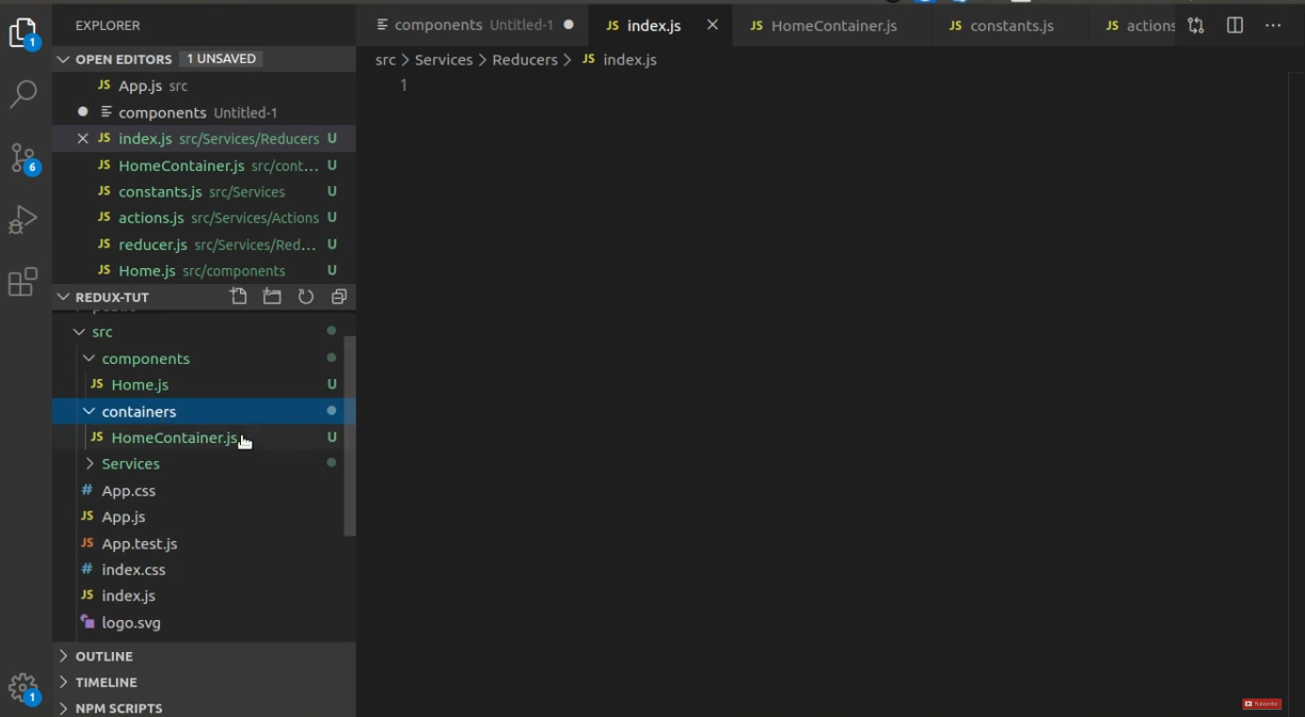 EXPLORER
components Untitled-1
JS index.js
JS HomeContainer.js
JS constants.js
JS actions
OPEN EDITORS 1 UNSAVED
src > Services > Reducers > JS index.js
1
JS App.js src
components Untitled-1
JS index.js src/Services/Reducers U
JS HomeContainer.js src/cont... U
JS constants.js src/Services U
JS actions.js src/Services/Actions U
JS reducer.js src/Services/Red... U
JS Home.js src/components U
REDUX-TUT
src
components
JS Home.js U
containers
JS HomeContainer.js U
Services
# App.css
JS App.js
JS App.test.js
# index.css
JS index.js
logo.svg
OUTLINE
TIMELINE
NPM SCRIPTS
1
6
1
Subscribe